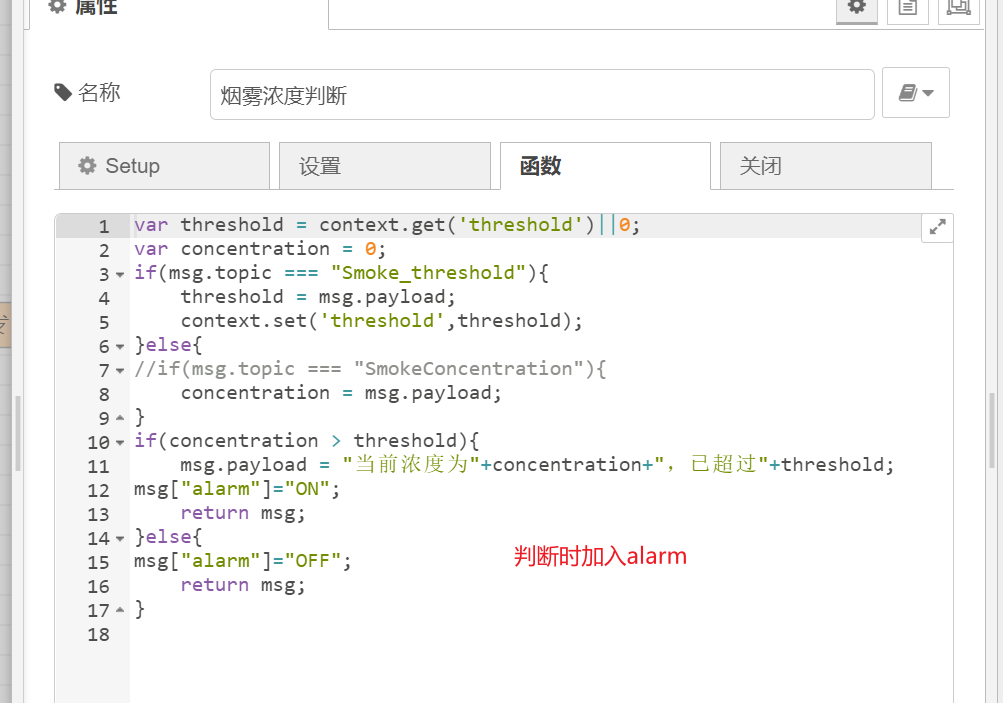 属性
名称
烟雾浓度判断
Setup
设置
函数
关闭
1 var threshold = context.get('threshold')||0;
2 var concentration = 0;
3 if(msg.topic === "Smoke_threshold"){
4 threshold = msg.payload;
5 context.set('threshold',threshold);
6 }else{
7 //if(msg.topic === "SmokeConcentration"){
8 concentration = msg.payload;
9 }
10 if(concentration > threshold){
11 msg.payload = "当前浓度为"+concentration+", 已超过"+threshold;
12 msg["alarm"]="ON";
13 return msg;
14 }else{
15 msg["alarm"]="OFF";
16 return msg;
17 }
18
判断时加入alarm